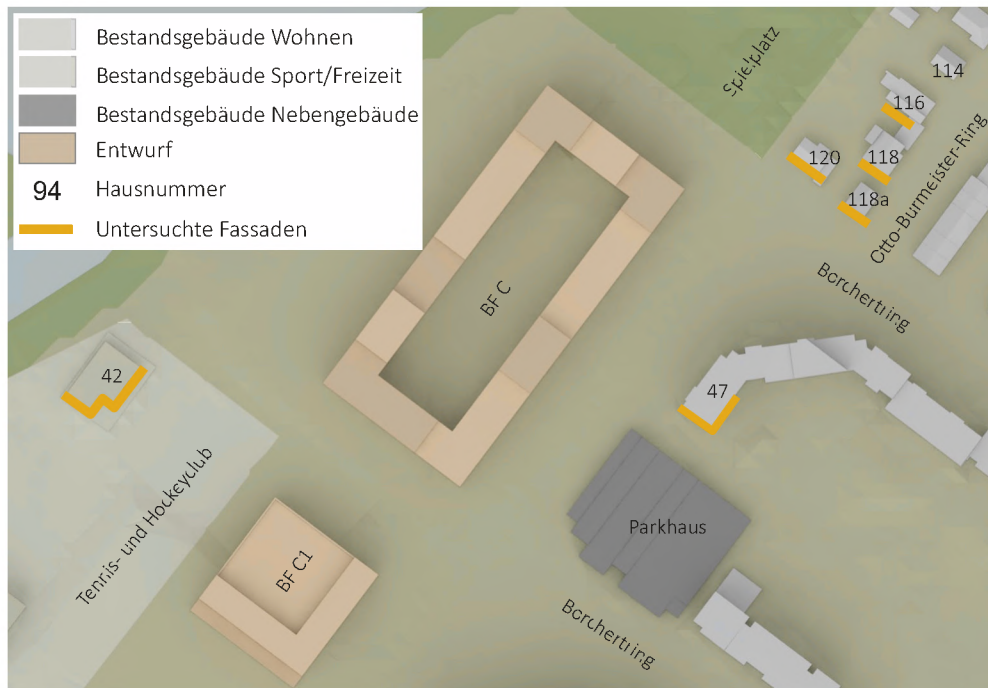 Bestandsgebäude Wohnen
Bestandsgebäude Sport/Freizeit
Bestandsgebäude Nebengebäude
Entwurf
94 Hausnummer
Untersuchte Fassaden
Spielplatz
114
116
120
118
118a
Otto-Burmeister-Ring
Borchertring
BF C
42
47
Tennis- und Hockeyclub
Parkhaus
BF C1
Borchertring